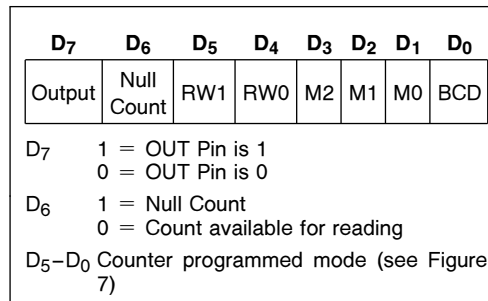 D7 D6 D5 D4 D3 D2 D1 D0
Output Null Count RW1 RW0 M2 M1 M0 BCD
D7 1 = OUT Pin is 1
0 = OUT Pin is 0
D6 1 = Null Count
0 = Count available for reading
D5–D0 Counter programmed mode (see Figure
7)